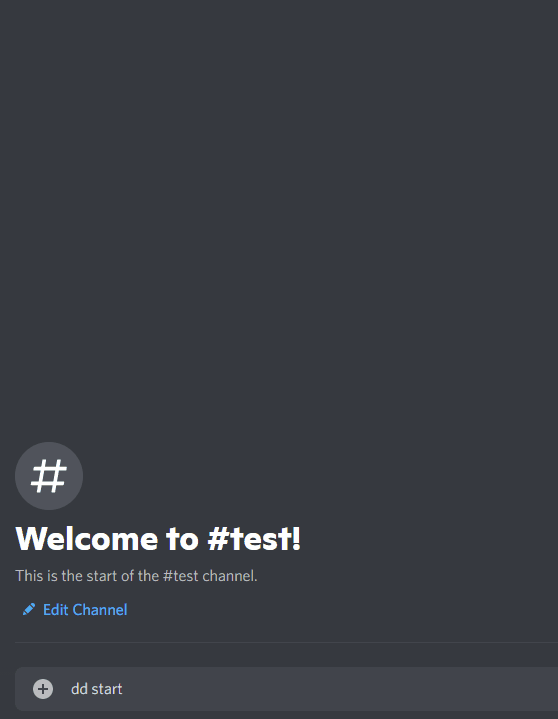 #
Welcome to #test!
This is the start of the #test channel.
Edit Channel
dd start